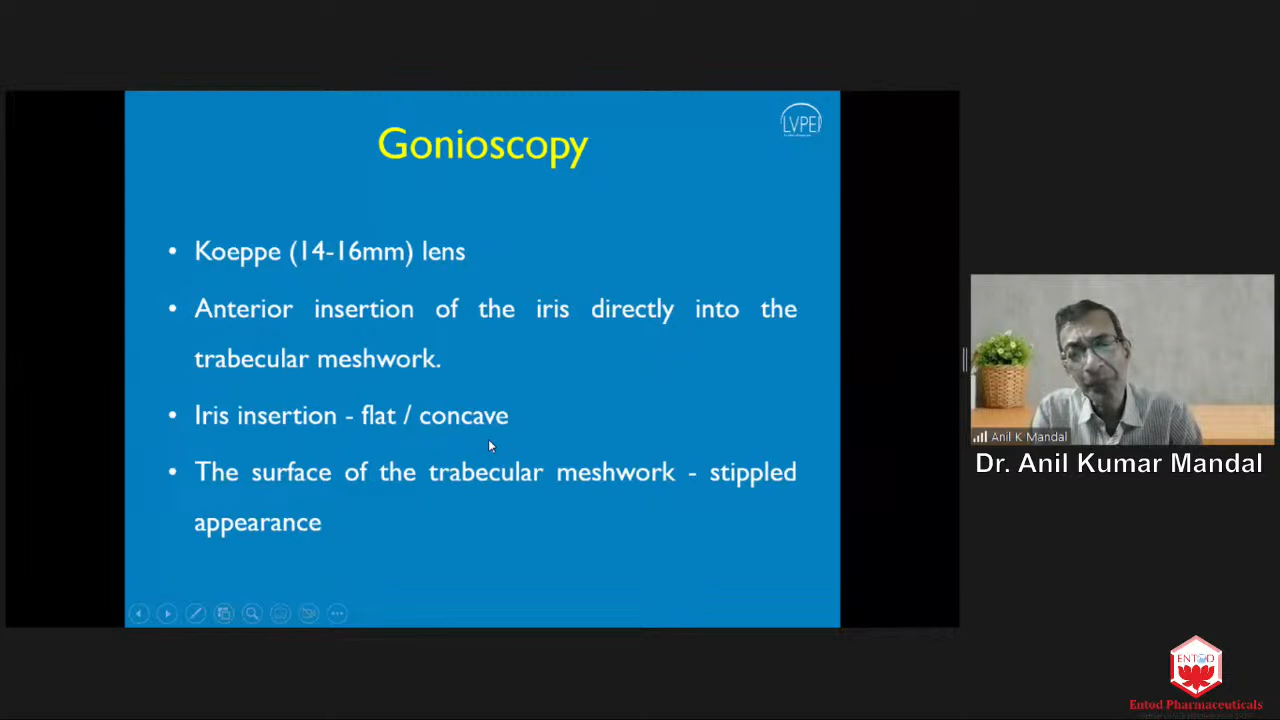 Gonioscopy
LVPEI
• Koeppe (14-16mm) lens
• Anterior insertion of the iris directly into the
trabecular meshwork.
• Iris insertion - flat / concave
• The surface of the trabecular meshwork - stippled
appearance
Anil K Mandal
Dr. Anil Kumar Mandal
ENTOD
Entod Pharmaceuticals